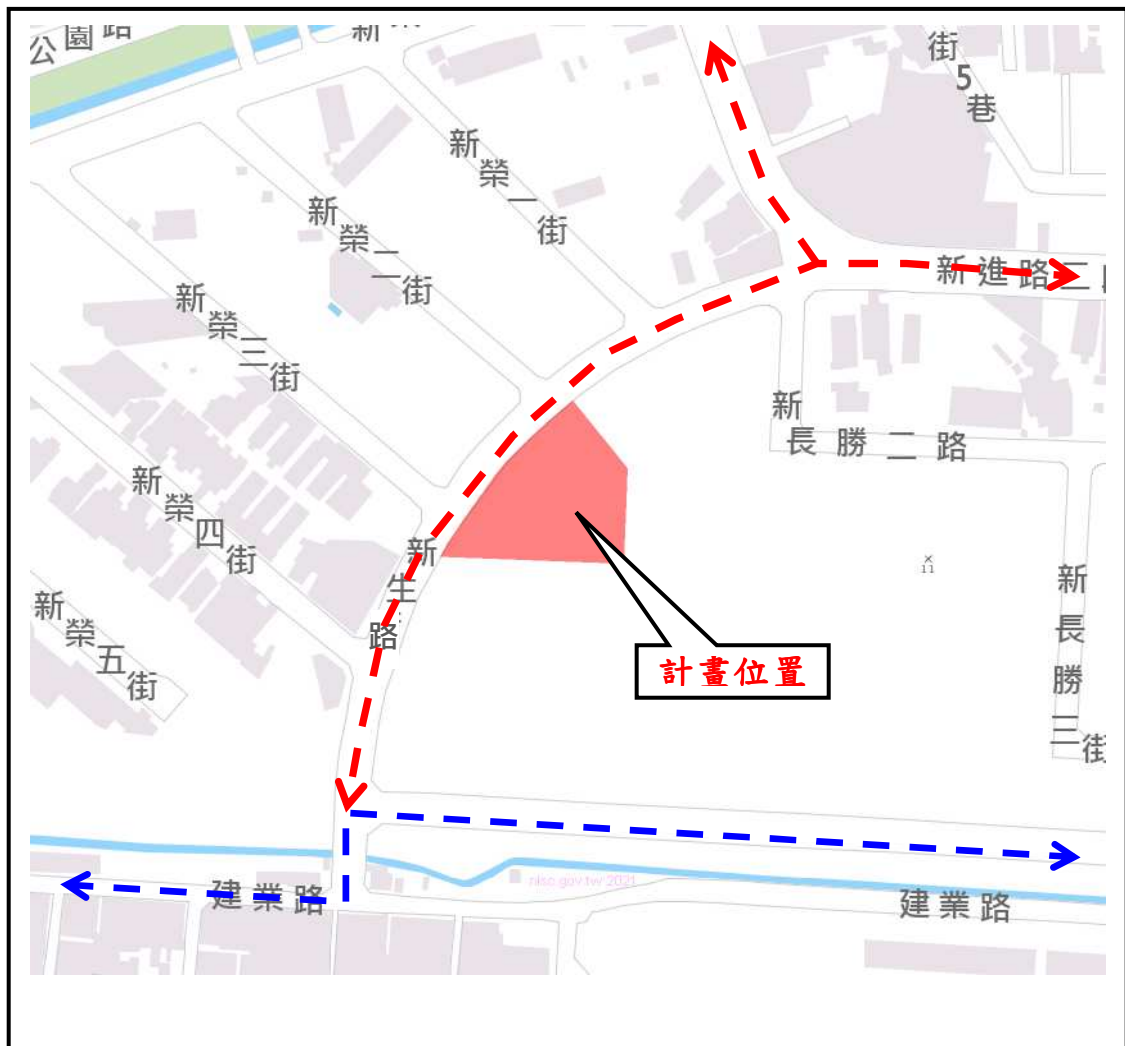 公園路
新
街5巷
新榮一街
新榮二街
新進路二
新榮三街
新長勝二路
新榮四街
新生路
11
新榮五街
新長勝三街
計畫位置
nlsc.gov.tw 2021
建業路
建業路